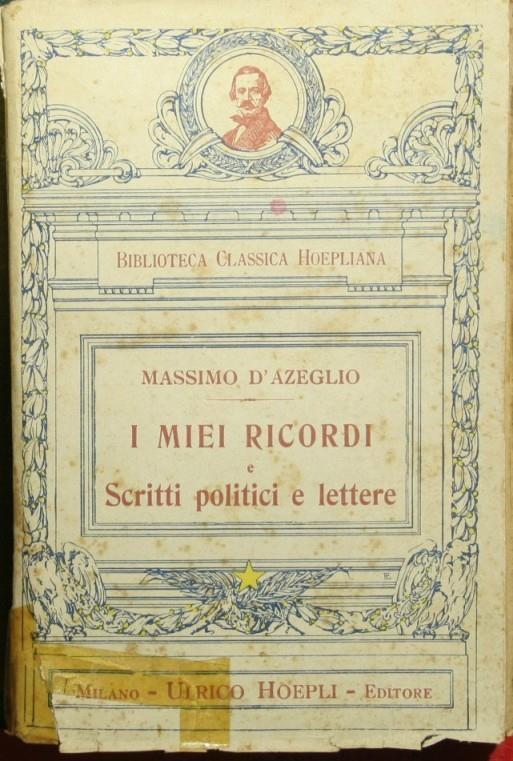 BIBLIOTECA CLASSICA HOEPLIANA
MASSIMO D'AZEGLIO
I MIEI RICORDI
e
Scritti politici e lettere
MILANO - ULRICO HOEPLI - EDITORE